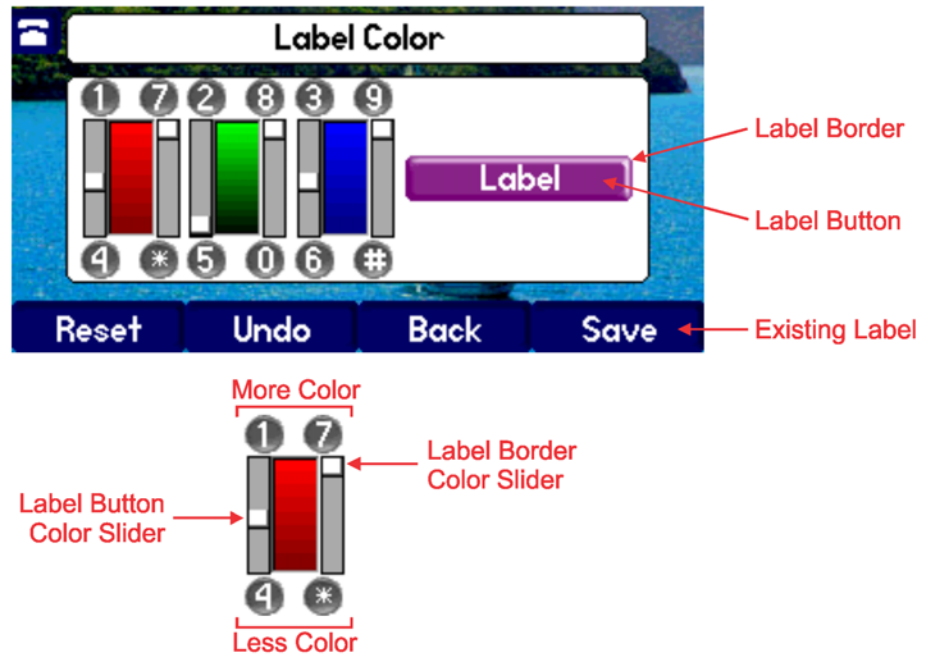 Label Color
1 7 2 8 3 9
Label
4 * 5 0 6 #
Reset Undo Back Save
Label Border
Label Button
Existing Label
More Color
1 7
Label Border
Color Slider
Label Button
Color Slider
4 *
Less Color